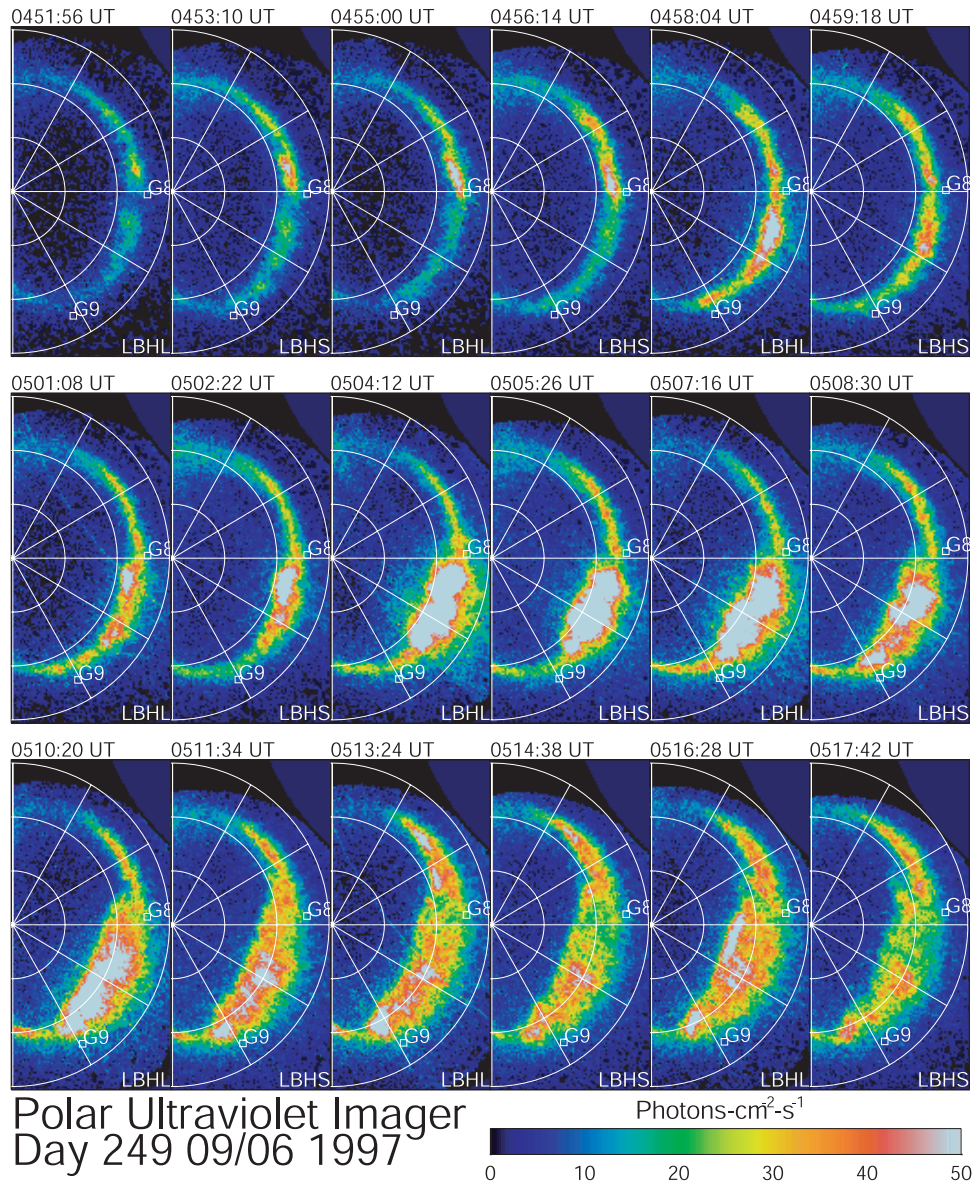 0451:56 UT 0453:10 UT 0455:00 UT 0456:14 UT 0458:04 UT 0459:18 UT
G8 G8 G8 G8 G8 G8
G9 G9 G9 G9 G9 G9
LBHL LBHS LBHL LBHS LBHL LBHS
0501:08 UT 0502:22 UT 0504:12 UT 0505:26 UT 0507:16 UT 0508:30 UT
G8 G8 G8 G8 G8 G8
G9 G9 G9 G9 G9 G9
LBHL LBHS LBHL LBHS LBHL LBHS
0510:20 UT 0511:34 UT 0513:24 UT 0514:38 UT 0516:28 UT 0517:42 UT
G8 G8 G8 G8 G8 G8
G9 G9 G9 G9 G9 G9
LBHL LBHS LBHL LBHS LBHL LBHS
Polar Ultraviolet Imager
Day 249 09/06 1997
Photons-cm⁻²-s⁻¹
0 10 20 30 40 50